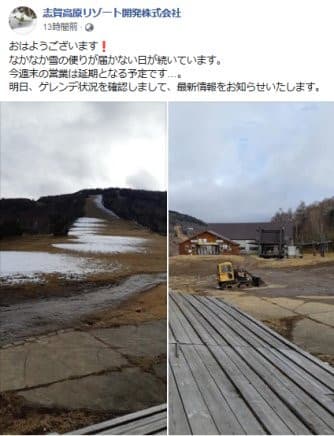 志賀高原リゾート開発株式会社
13時間前・
おはようございます❗
なかなか雪の便りが届かない日が続いています。
今週末の営業は延期となる予定です…。
明日、ゲレンデ状況を確認しまして、最新情報をお知らせいたします。